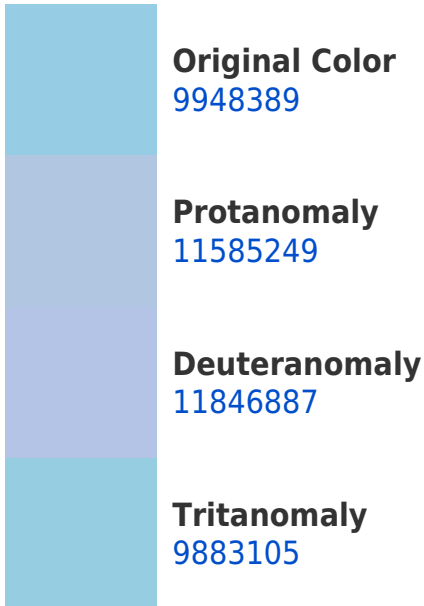 Original Color
9948389
Protanomaly
11585249
Deuteranomaly
11846887
Tritanomaly
9883105